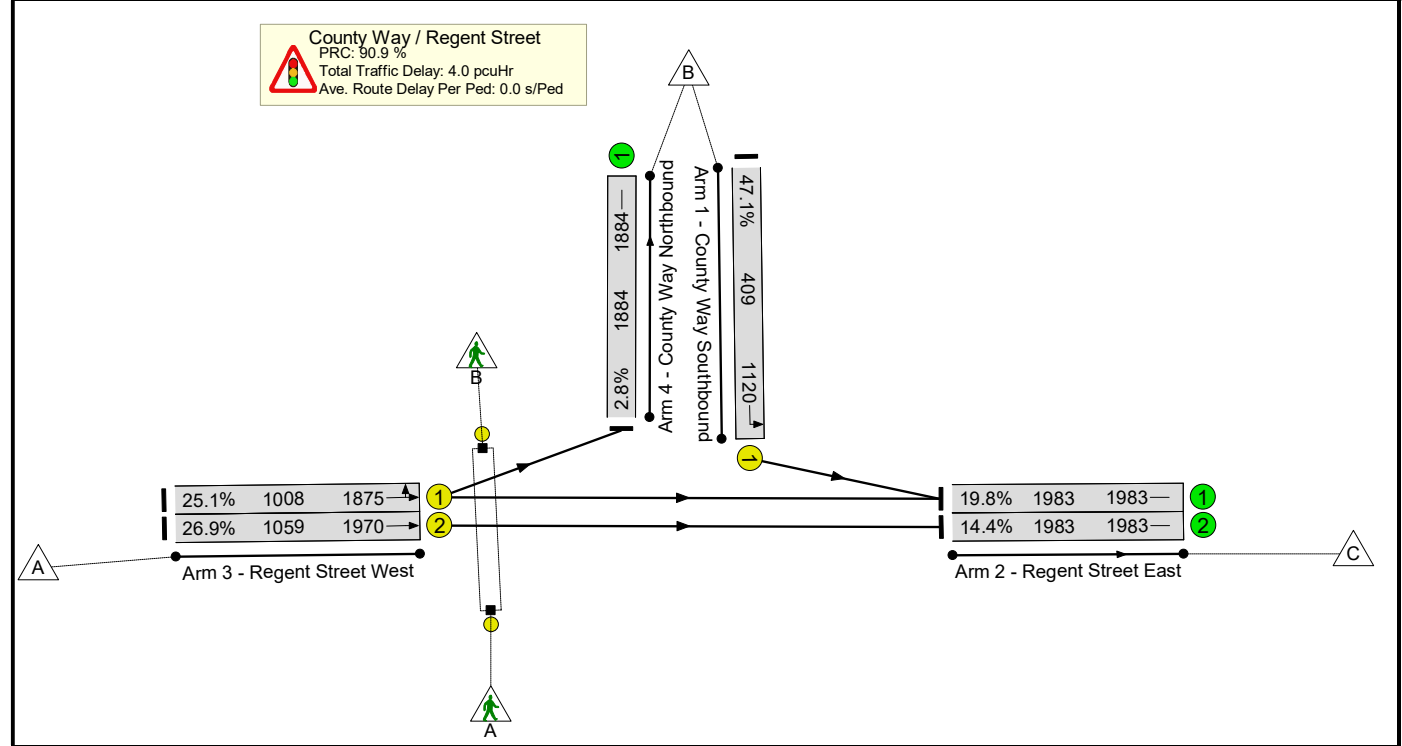 County Way / Regent Street
PRC: 90.9 %
Total Traffic Delay: 4.0 pcuHr
Ave. Route Delay Per Ped: 0.0 s/Ped
B
1
2.8% 1884 1884
Arm 4 - County Way Northbound
Arm 1 - County Way Southbound
47.1% 409 1120
1
B
25.1% 1008 1875
1
26.9% 1059 1970
2
A
Arm 3 - Regent Street West
19.8% 1983 1983
1
14.4% 1983 1983
2
Arm 2 - Regent Street East
C
A